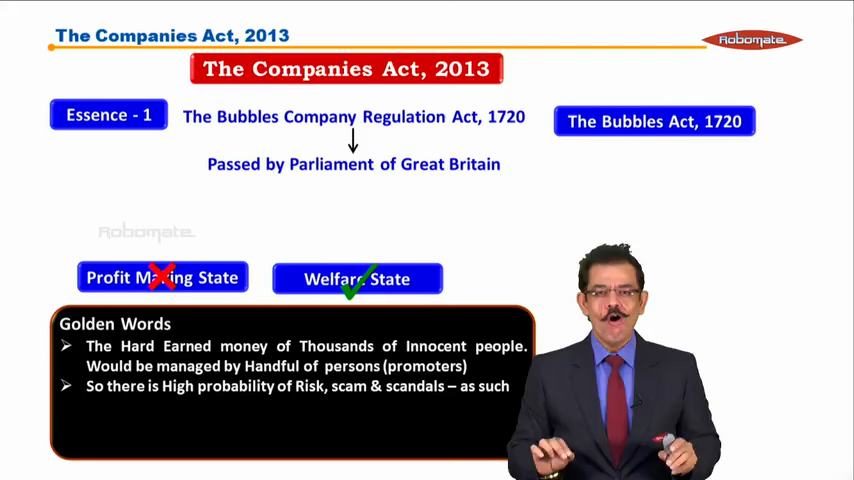 The Companies Act, 2013
Robomate
The Companies Act, 2013
Essence - 1
The Bubbles Company Regulation Act, 1720
The Bubbles Act, 1720
Passed by Parliament of Great Britain
Robomate
Profit Making State
Welfare State
Golden Words
➢ The Hard Earned money of Thousands of Innocent people.
Would be managed by Handful of persons (promoters)
➢ So there is High probability of Risk, scam & scandals – as such